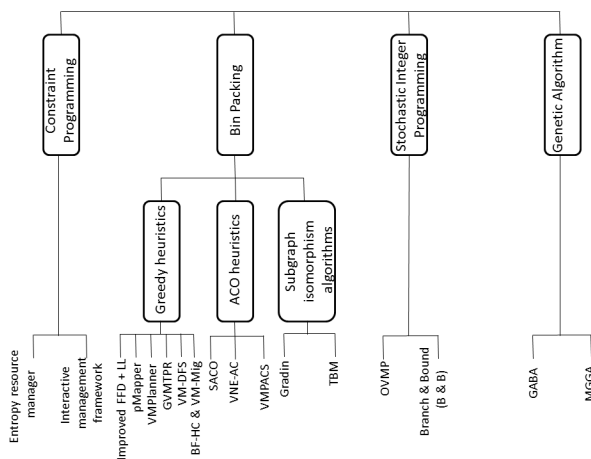 Constraint
Programming
Bin Packing
Stochastic Integer
Programming
Genetic Algorithm
Greedy heuristics
ACO heuristics
Subgraph
isomorphism
algorithms
Entropy resource
manager
Interactive
management
framework
Improved FFD + LL
pMapper
VMPlanner
GVMTPR
VM-DFS
BF-HC & VM-Mig
SACO
VNE-AC
VMPACS
Gradin
TBM
OVMP
Branch & Bound
(B & B)
GABA
MGGA